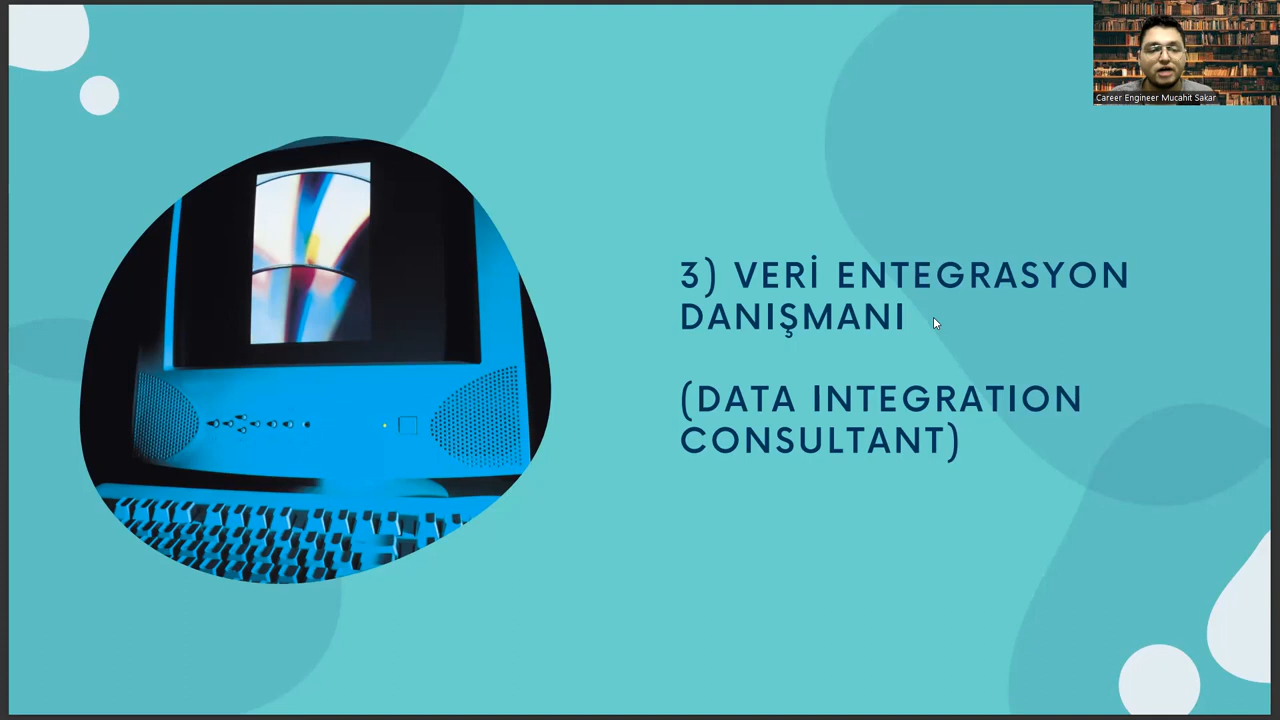 Career Engineer Mucahit Sakar
3) VERİ ENTEGRASYON
DANIŞMANI
(DATA INTEGRATION
CONSULTANT)